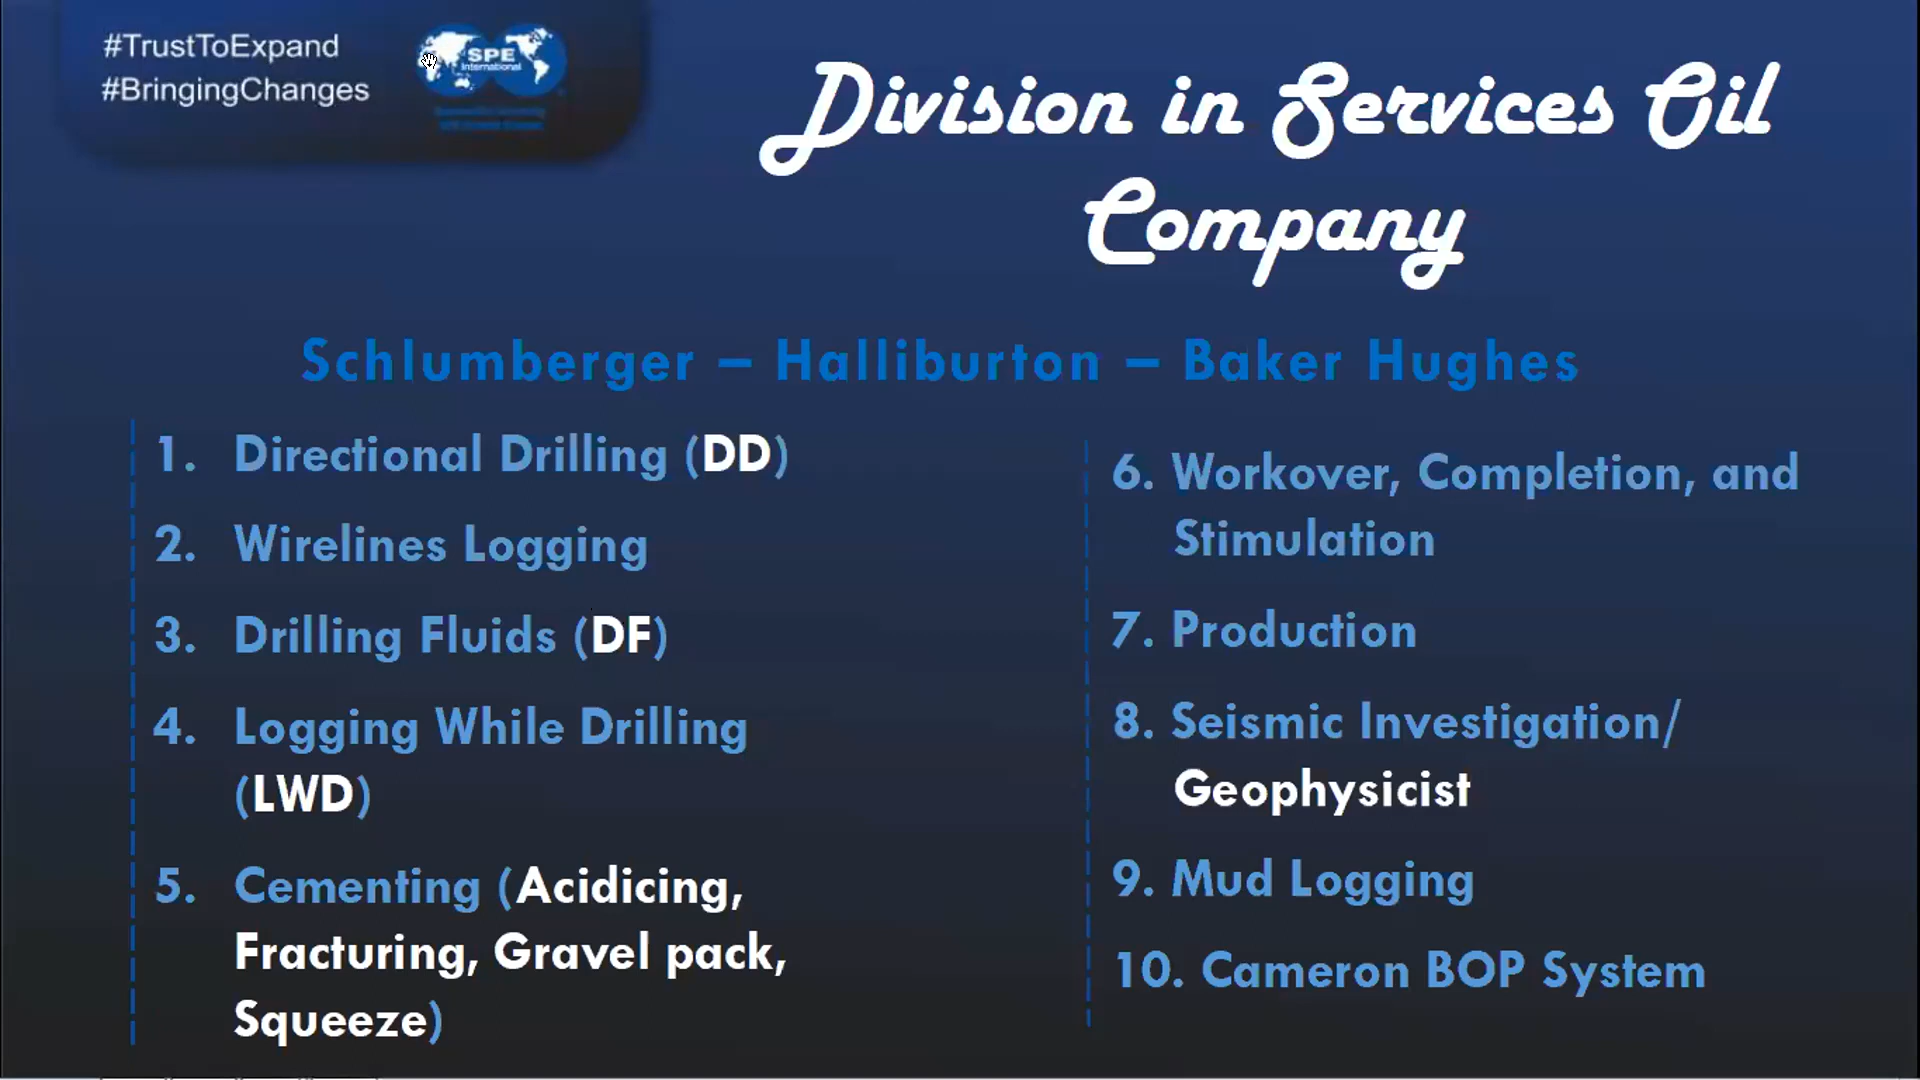 #TrustToExpand
#BringingChanges
SPE
International
Division in Services Oil
Company
Schlumberger – Halliburton – Baker Hughes
1. Directional Drilling (DD)
2. Wirelines Logging
3. Drilling Fluids (DF)
4. Logging While Drilling
(LWD)
5. Cementing (Acidicing,
Fracturing, Gravel pack,
Squeeze)
6. Workover, Completion, and
Stimulation
7. Production
8. Seismic Investigation/
Geophysicist
9. Mud Logging
10. Cameron BOP System